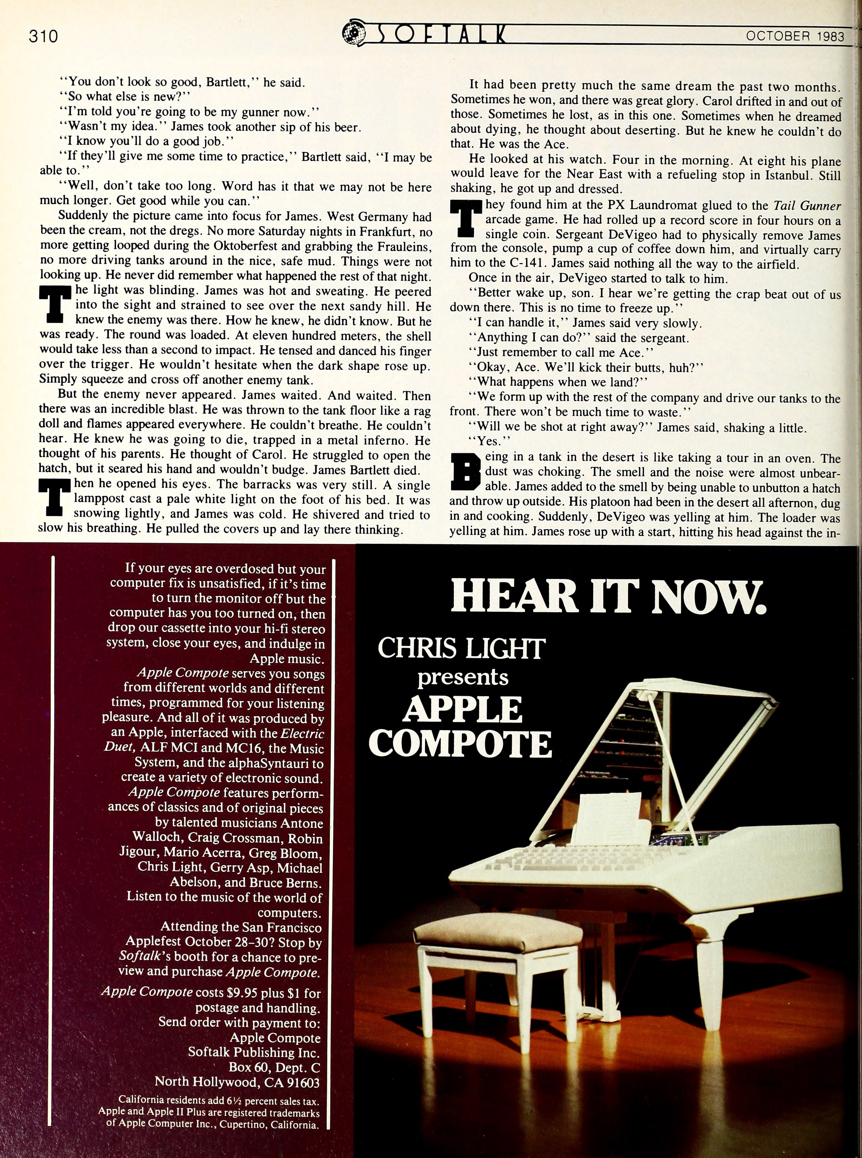 310
SOFTALK
OCTOBER 1983
‘‘You don’t look so good, Bartlett,’’ he said.
‘‘So what else is new?’’
‘‘I’m told you’re going to be my gunner now.’’
‘‘Wasn’t my idea.’’ James took another sip of his beer.
‘‘I know you’ll do a good job.’’
‘‘If they’ll give me some time to practice,’’ Bartlett said, ‘‘I may be
able to.’’
‘‘Well, don’t take too long. Word has it that we may not be here
much longer. Get good while you can.’’
Suddenly the picture came into focus for James. West Germany had
been the cream, not the dregs. No more Saturday nights in Frankfurt, no
more getting looped during the Oktoberfest and grabbing the Frauleins,
no more driving tanks around in the nice, safe mud. Things were not
looking up. He never did remember what happened the rest of that night.
The light was blinding. James was hot and sweating. He peered
into the sight and strained to see over the next sandy hill. He
knew the enemy was there. How he knew, he didn’t know. But he
was ready. The round was loaded. At eleven hundred meters, the shell
would take less than a second to impact. He tensed and danced his finger
over the trigger. He wouldn’t hesitate when the dark shape rose up.
Simply squeeze and cross off another enemy tank.
But the enemy never appeared. James waited. And waited. Then
there was an incredible blast. He was thrown to the tank floor like a rag
doll and flames appeared everywhere. He couldn’t breathe. He couldn’t
hear. He knew he was going to die, trapped in a metal inferno. He
thought of his parents. He thought of Carol. He struggled to open the
hatch, but it seared his hand and wouldn’t budge. James Bartlett died.
Then he opened his eyes. The barracks was very still. A single
lamppost cast a pale white light on the foot of his bed. It was
snowing lightly, and James was cold. He shivered and tried to
slow his breathing. He pulled the covers up and lay there thinking.
It had been pretty much the same dream the past two months.
Sometimes he won, and there was great glory. Carol drifted in and out of
those. Sometimes he lost, as in this one. Sometimes when he dreamed
about dying, he thought about deserting. But he knew he couldn’t do
that. He was the Ace.
He looked at his watch. Four in the morning. At eight his plane
would leave for the Near East with a refueling stop in Istanbul. Still
shaking, he got up and dressed.
They found him at the PX Laundromat glued to the Tail Gunner
arcade game. He had rolled up a record score in four hours on a
single coin. Sergeant DeVigeo had to physically remove James
from the console, pump a cup of coffee down him, and virtually carry
him to the C-141. James said nothing all the way to the airfield.
Once in the air, DeVigeo started to talk to him.
‘‘Better wake up, son. I hear we’re getting the crap beat out of us
down there. This is no time to freeze up.’’
‘‘I can handle it,’’ James said very slowly.
‘‘Anything I can do?’’ said the sergeant.
‘‘Just remember to call me Ace.’’
‘‘Okay, Ace. We’ll kick their butts, huh?’’
‘‘What happens when we land?’’
‘‘We form up with the rest of the company and drive our tanks to the
front. There won’t be much time to waste.’’
‘‘Will we be shot at right away?’’ James said, shaking a little.
‘‘Yes.’’
Being in a tank in the desert is like taking a tour in an oven. The
dust was choking. The smell and the noise were almost unbear-
able. James added to the smell by being unable to unbutton a hatch
and throw up outside. His platoon had been in the desert all afternoon, dug
in and cooking. Suddenly, DeVigeo was yelling at him. The loader was
yelling at him. James rose up with a start, hitting his head against the in-
If your eyes are overdosed but your
computer fix is unsatisfied, if it’s time
to turn the monitor off but the
computer has you too turned on, then
drop our cassette into your hi-fi stereo
system, close your eyes, and indulge in
Apple music.
Apple Compote serves you songs
from different worlds and different
times, programmed for your listening
pleasure. And all of it was produced by
an Apple, interfaced with the Electric
Duet, ALF MCI and MC16, the Music
System, and the alphaSyntauri to
create a variety of electronic sound.
Apple Compote features perform-
ances of classics and of original pieces
by talented musicians Antone
Walloch, Craig Crossman, Robin
Jigour, Mario Acerra, Greg Bloom,
Chris Light, Gerry Asp, Michael
Abelson, and Bruce Berns.
Listen to the music of the world of
computers.
Attending the San Francisco
Applefest October 28–30? Stop by
Softalk’s booth for a chance to pre-
view and purchase Apple Compote.
Apple Compote costs $9.95 plus $1 for
postage and handling.
Send order with payment to:
Apple Compote
Softalk Publishing Inc.
Box 60, Dept. C
North Hollywood, CA 91603
California residents add 6½ percent sales tax.
Apple and Apple II Plus are registered trademarks
of Apple Computer Inc., Cupertino, California.
HEAR IT NOW.
CHRIS LIGHT
presents
APPLE
COMPOTE